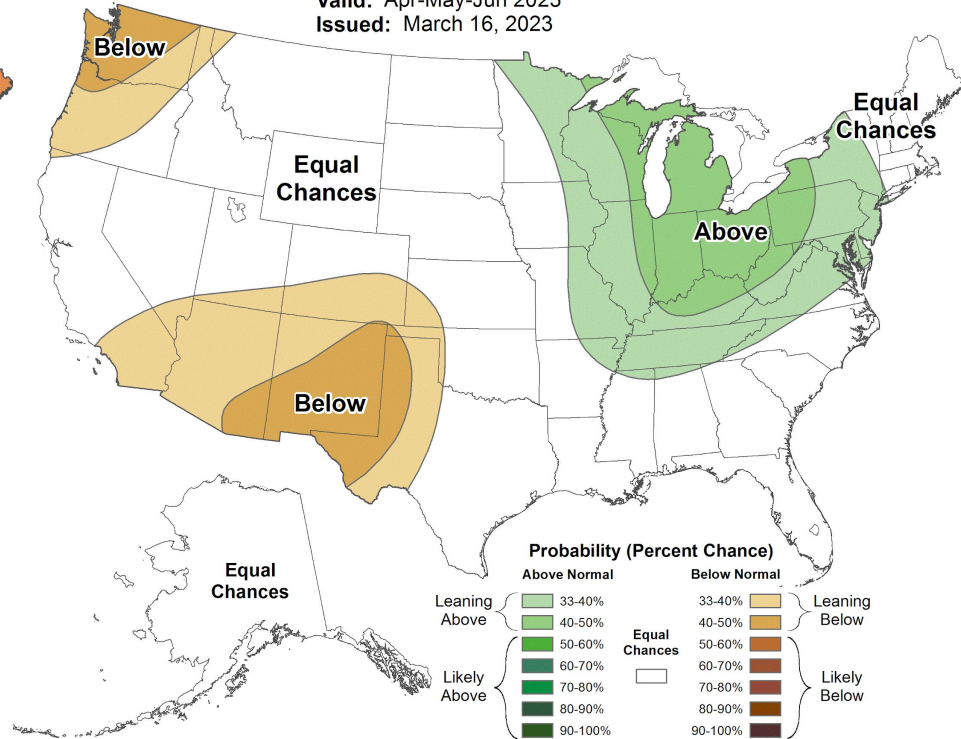 Valid: Apr-May-Jun 2023
Issued: March 16, 2023
Below
Equal
Chances
Equal
Chances
Above
Below
Equal
Chances
Probability (Percent Chance)
Above Normal
Below Normal
Leaning
Above
33-40%
40-50%
Likely
Above
50-60%
60-70%
70-80%
80-90%
90-100%
Equal
Chances
33-40%
40-50%
Leaning
Below
50-60%
60-70%
70-80%
80-90%
90-100%
Likely
Below